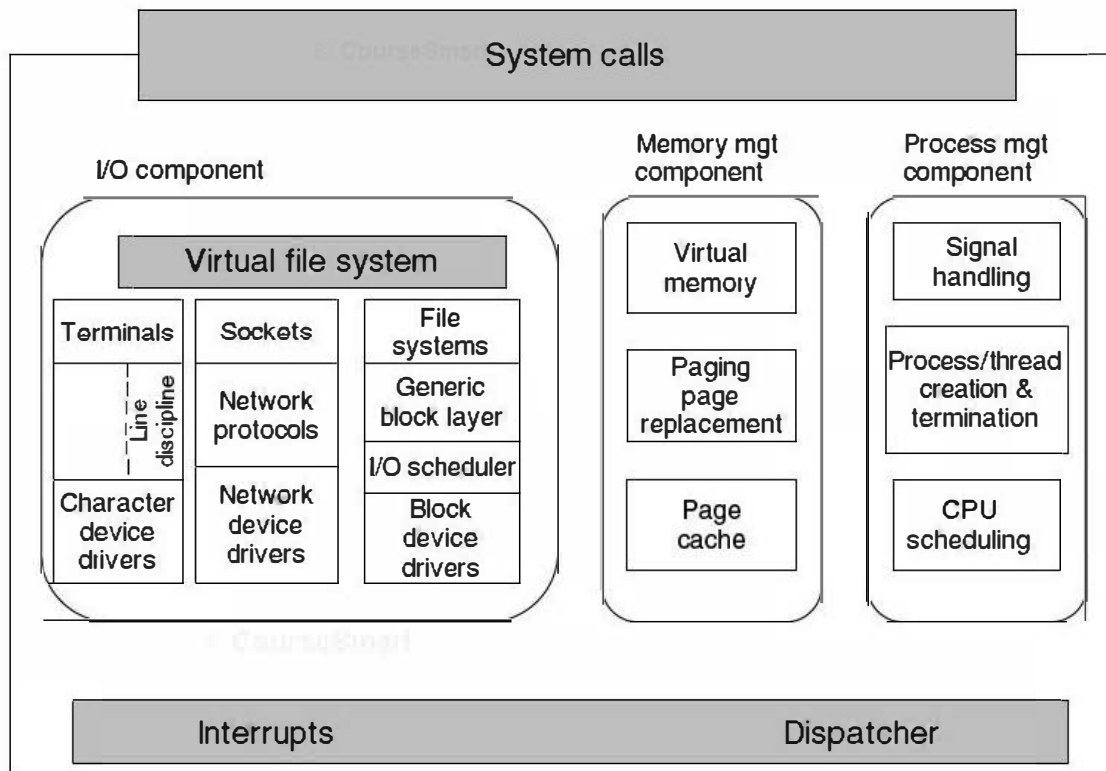 System calls
I/O component
Memory mgt
component
Process mgt
component
Virtual file system
Terminals
Line
discipline
Character
device
drivers
Sockets
Network
protocols
Network
device
drivers
File
systems
Generic
block layer
I/O scheduler
Block
device
drivers
Virtual
memory
Paging
page
replacement
Page
cache
Signal
handling
Process/thread
creation &
termination
CPU
scheduling
CourseSmart
Interrupts
Dispatcher